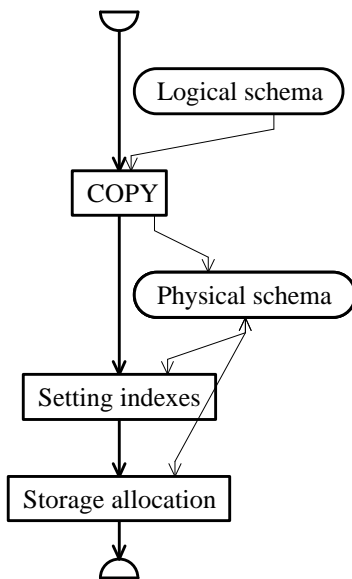 Logical schema
COPY
Physical schema
Setting indexes
Storage allocation